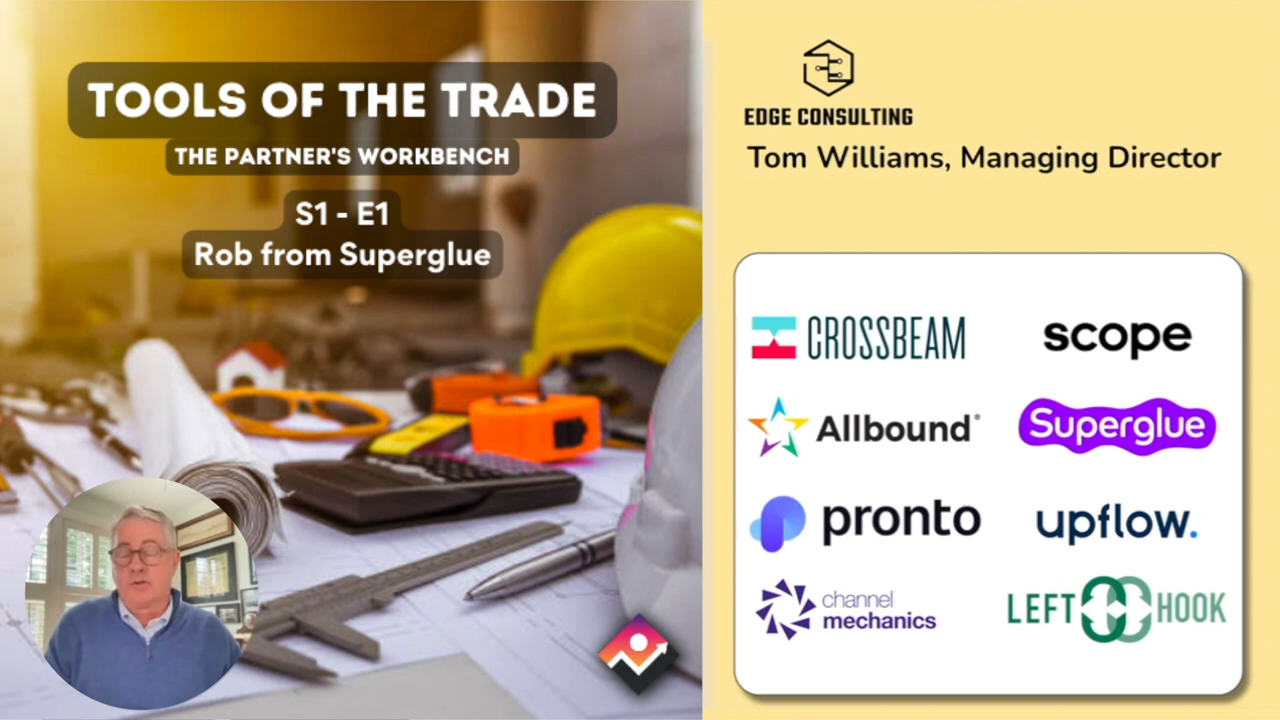 TOOLS OF THE TRADE
THE PARTNER'S WORKBENCH
S1 - E1
Rob from Superglue
EDGE CONSULTING
Tom Williams, Managing Director
CROSSBEAM
scope
Allbound®
Superglue
pronto
upflow.
channel
mechanics
LEFT HOOK